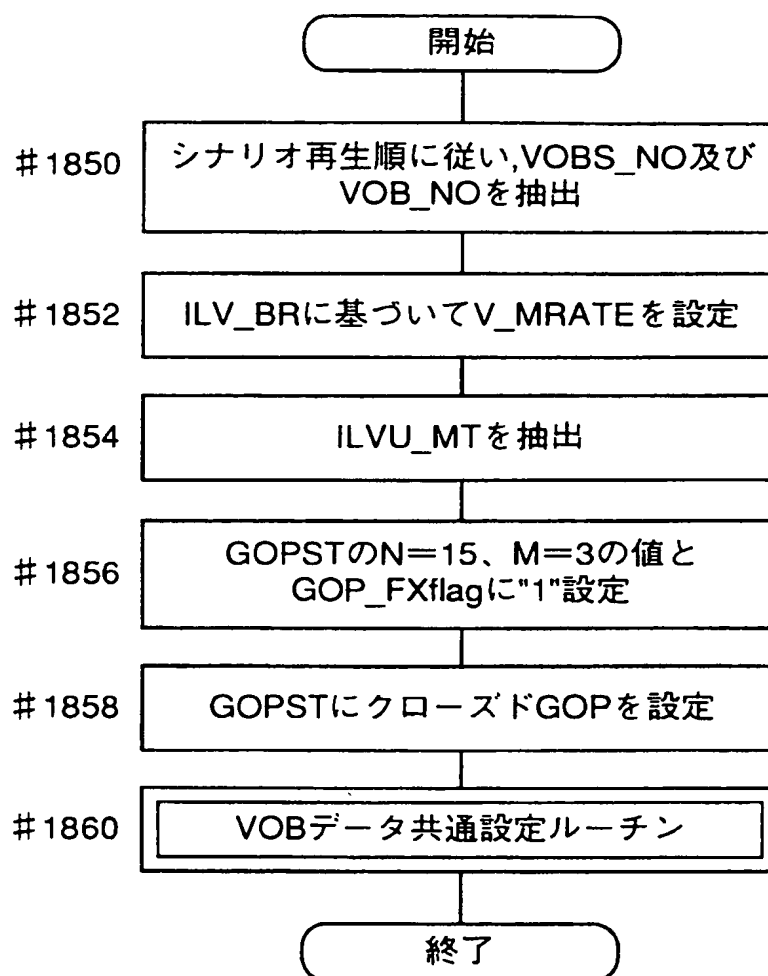 開始
#1850
シナリオ再生順に従い,VOBS_NO及び
VOB_NOを抽出
#1852
ILV_BRに基づいてV_MRATEを設定
#1854
ILVU_MTを抽出
#1856
GOPSTのN=15、M=3の値と
GOP_FXflagに"1"設定
#1858
GOPSTにクローズドGOPを設定
#1860
VOBデータ共通設定ルーチン
終了